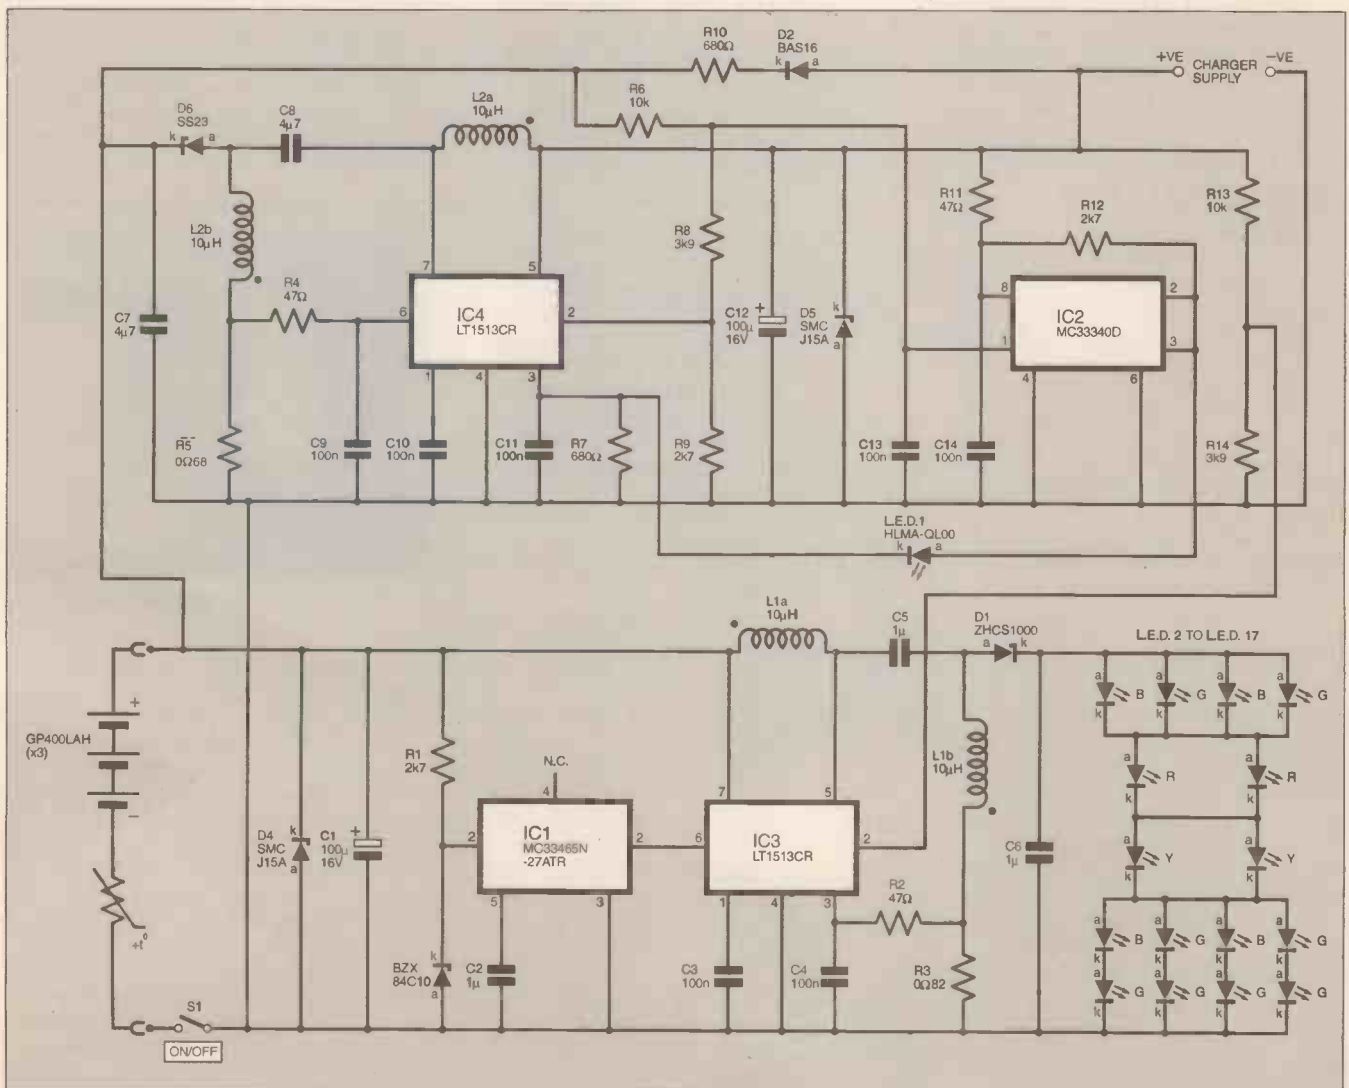 R10
680Ω
D2
BAS16
k a
+VE
CHARGER
SUPPLY
−VE
D6
SS23
k a
C8
4μ7
L2a
10μH
R6
10k
L2b
10μH
R4
47Ω
C7
4μ7
R5
0Ω68
7
5
6
IC4
LT1513CR
2
1
4
3
C9
100n
C10
100n
C11
100n
R7
680Ω
R8
3k9
R9
2k7
C12
100μ
16V
+
D5
SMC
J15A
k
a
R11
47Ω
R12
2k7
8
2
IC2
MC33340D
1
3
4
6
C13
100n
C14
100n
R13
10k
R14
3k9
L.E.D.1
HLMA-QL00
k a
L1a
10μH
C5
1μ
D1
ZHCS1000
a k
L.E.D. 2 TO L.E.D. 17
a B a G a B a G
k k k k
L1b
10μH
a R a R
k k
a Y a Y
k k
a B a G a B a G
k k k k
G G G
k k k k
GP400LAH
(x3)
+
−
+t°
S1
ON/OFF
D4
SMC
J15A
k
a
C1
100μ
16V
+
R1
2k7
BZX
84C10
k
a
N.C.
4
2
IC1
MC33465N
-27ATR
2
5
3
C2
1μ
7
5
6
IC3
LT1513CR
2
1
4
3
C3
100n
C4
100n
R2
47Ω
R3
0Ω82
C6
1μ